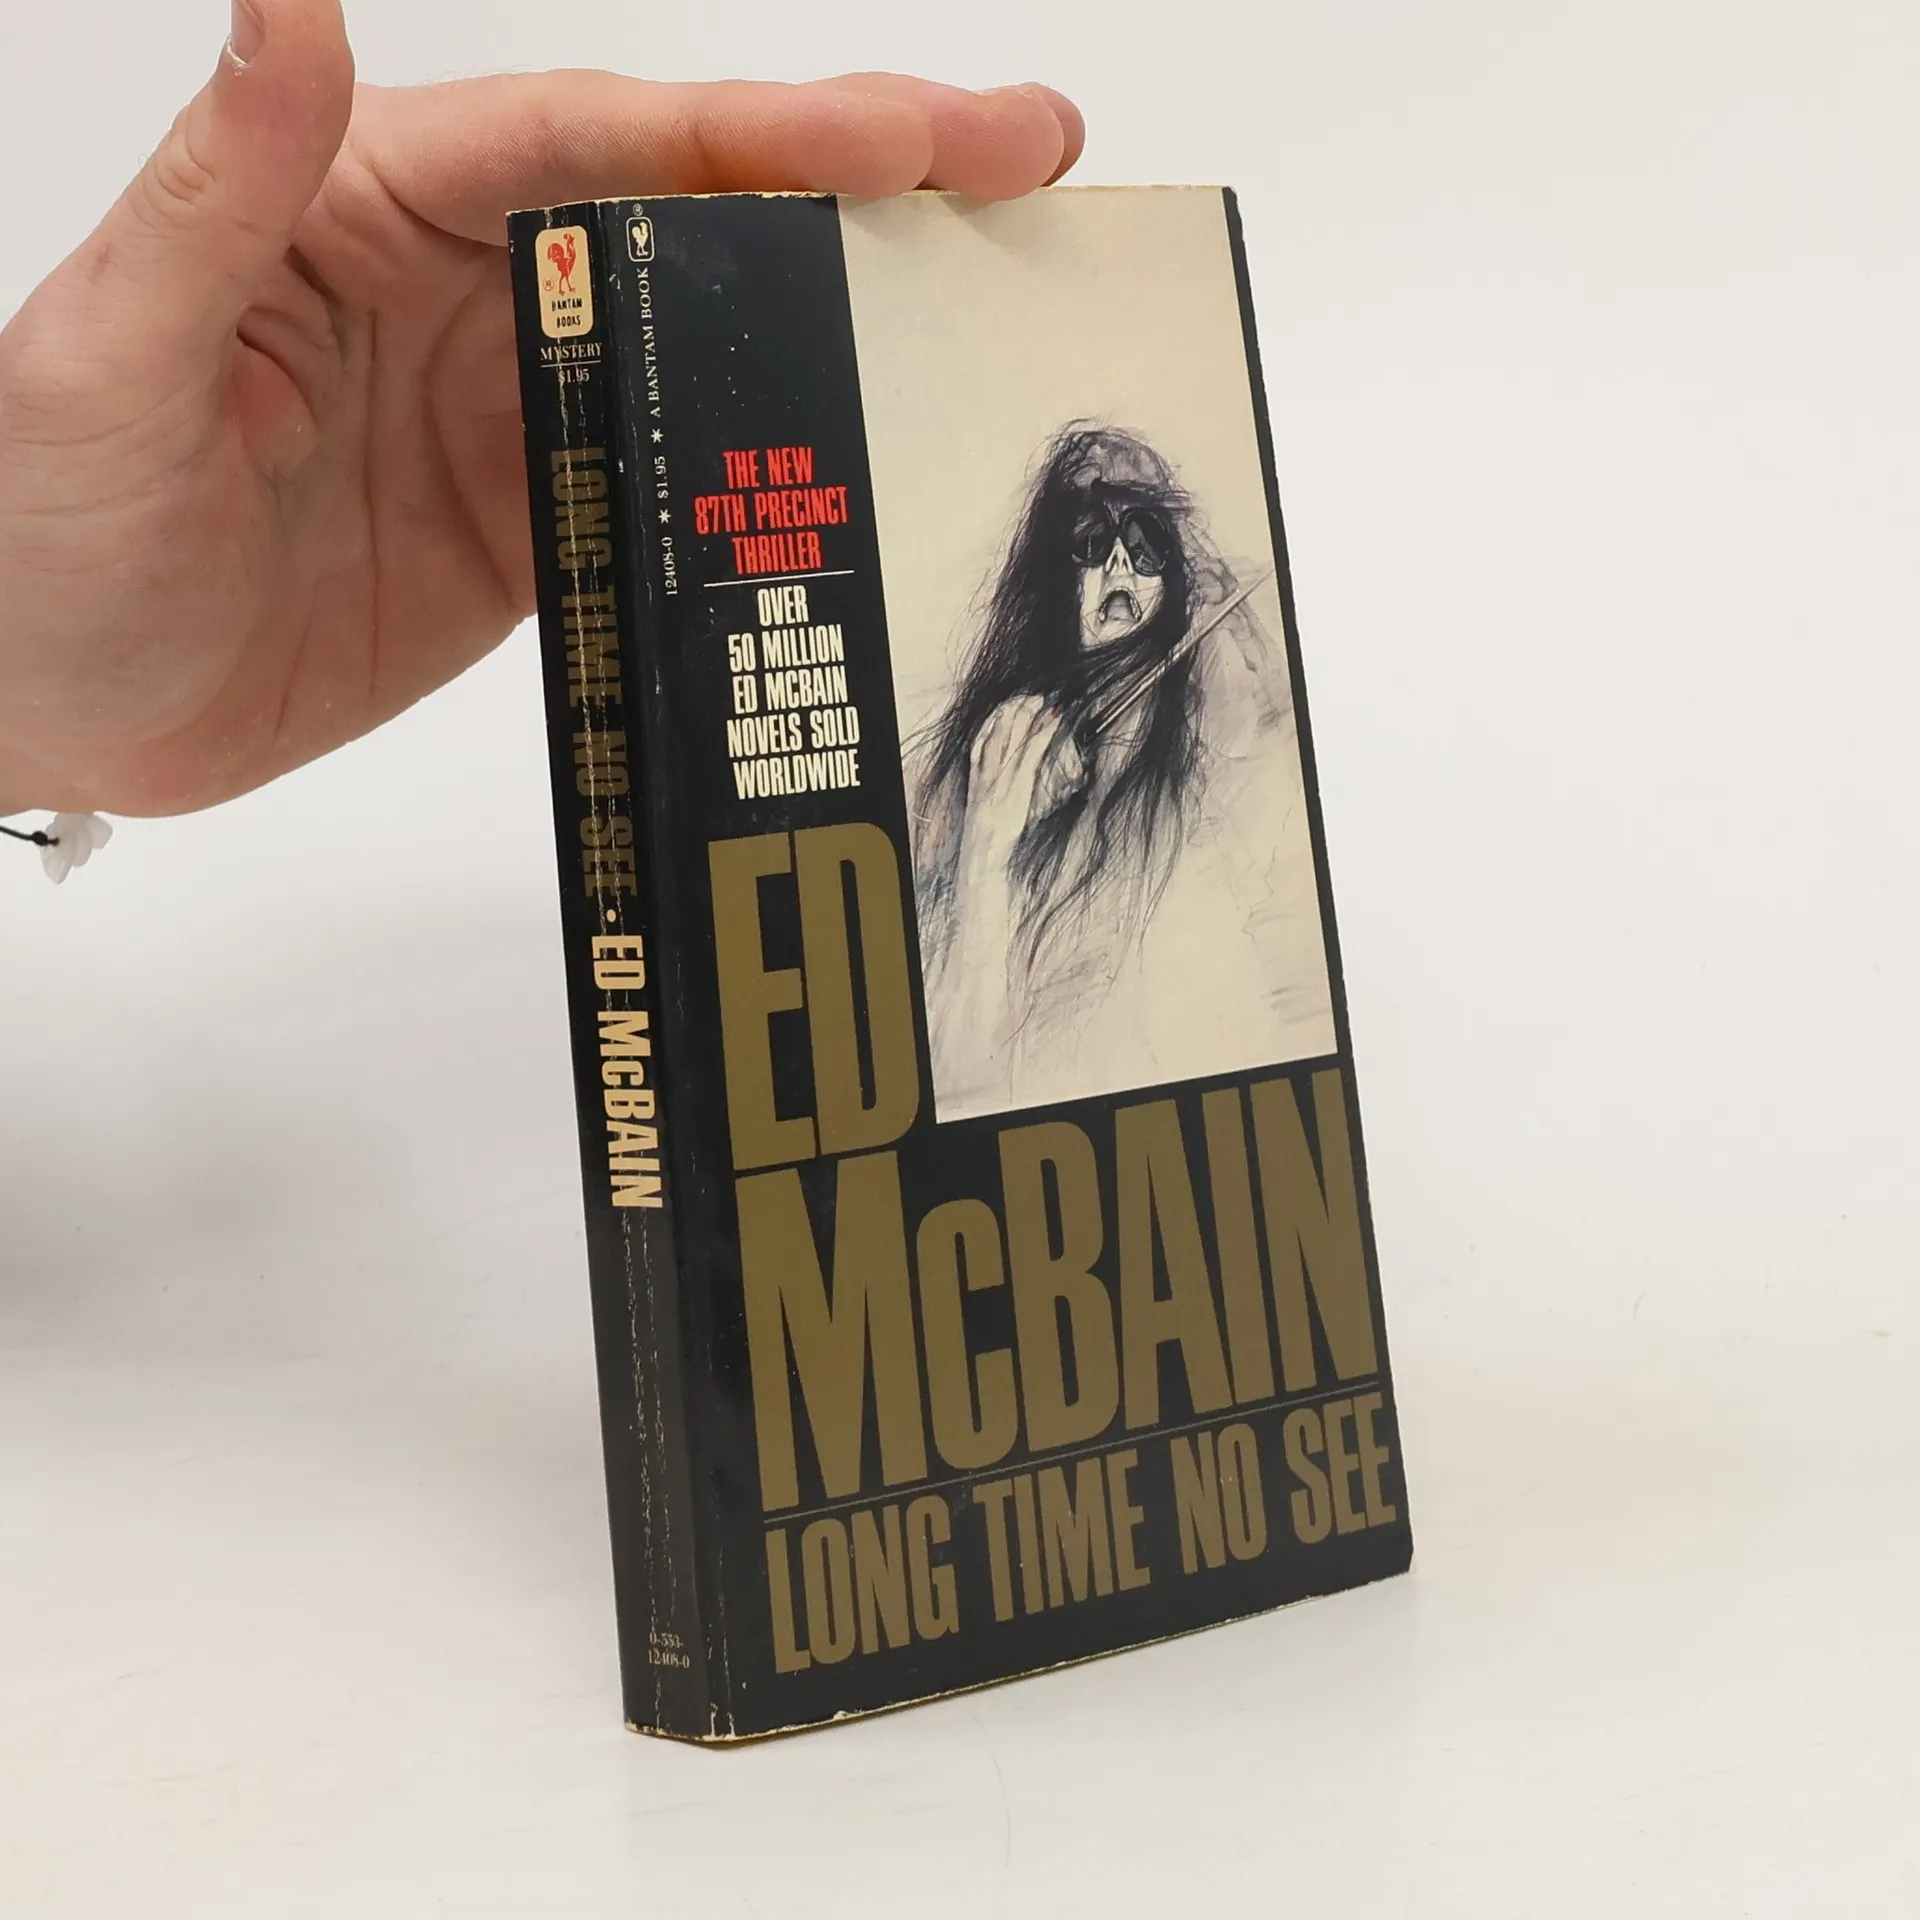 ®
BANTAM
BOOKS
MYSTERY
$1.95
LONG TIME NO SEE • ED McBAIN
0-553-
12408-0
®
12408-0 * $1.95 * A BANTAM BOOK
THE NEW
87TH PRECINCT
THRILLER
OVER
50 MILLION
ED MCBAIN
NOVELS SOLD
WORLDWIDE
ED
McBAIN
LONG TIME NO SEE